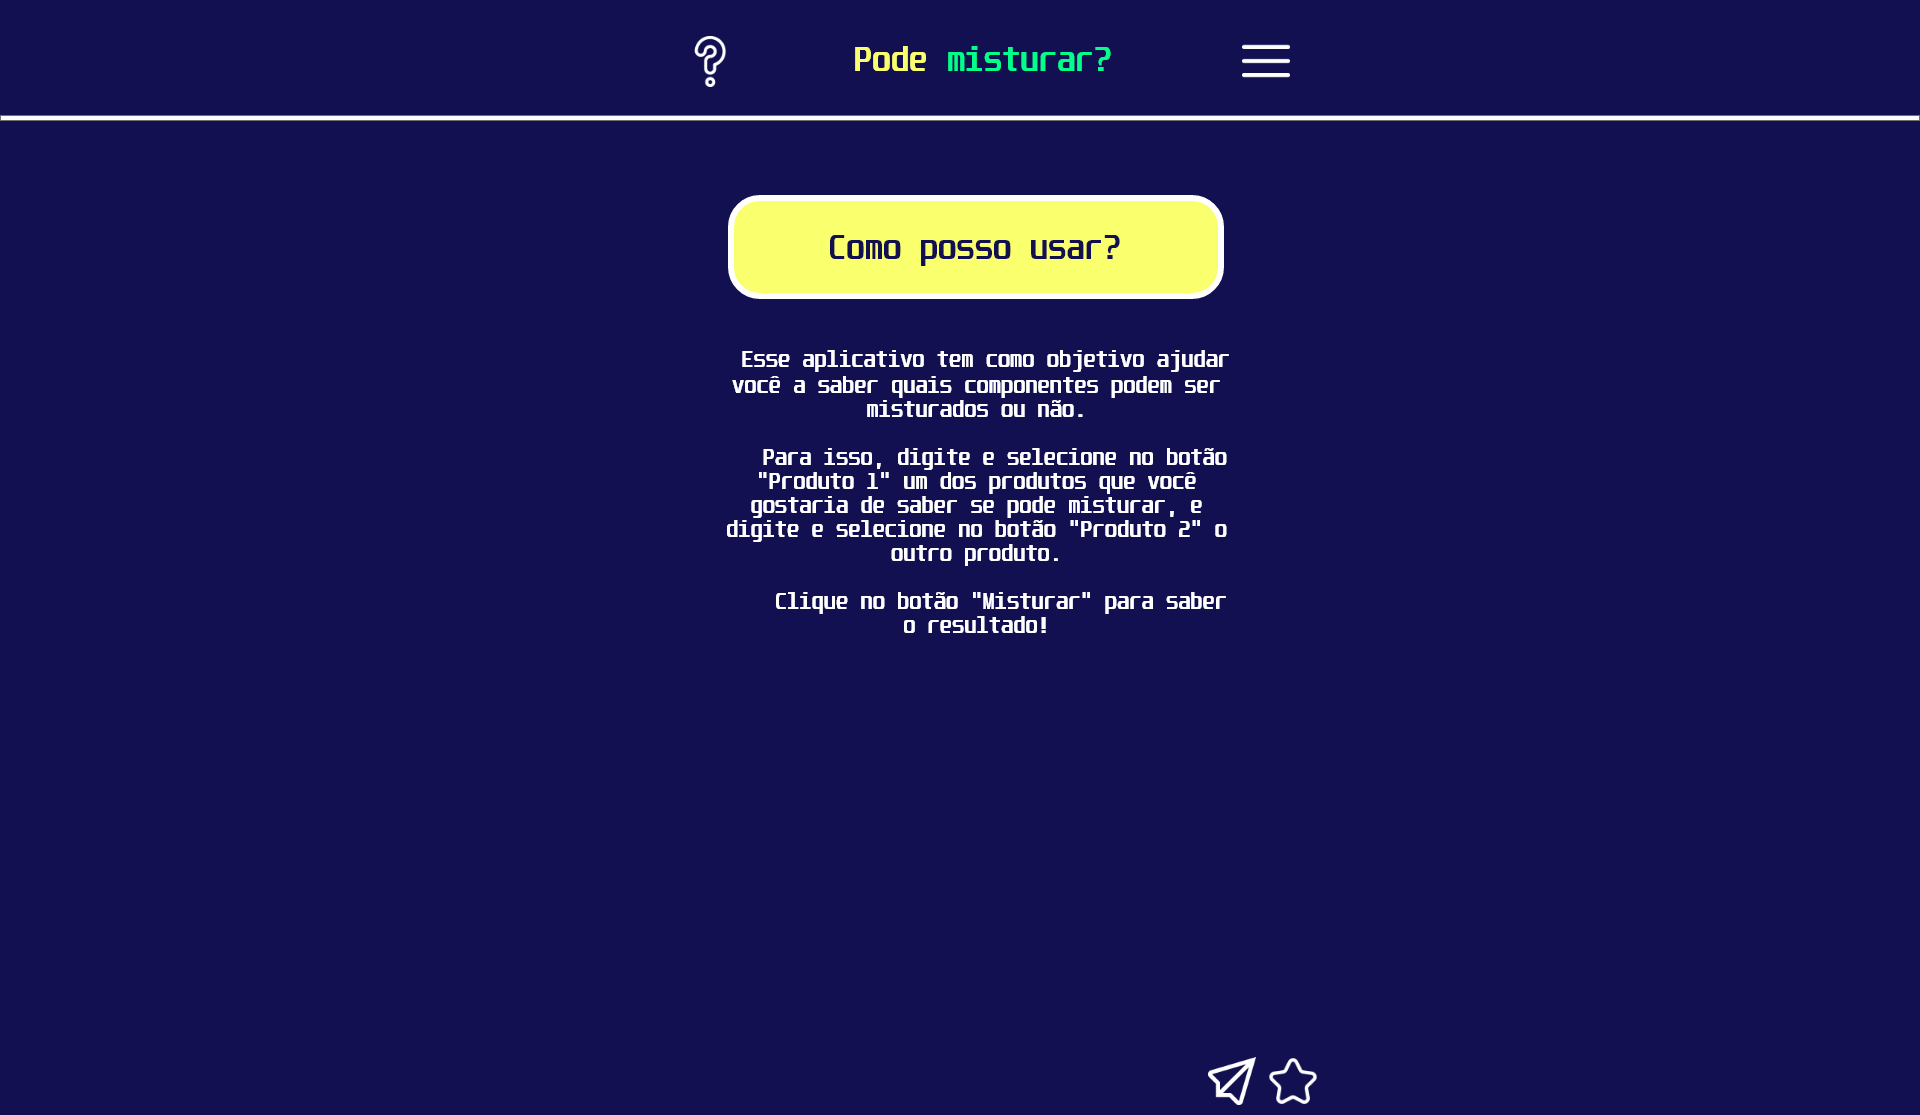 Pode misturar?
Como posso usar?
Esse aplicativo tem como objetivo ajudar
você a saber quais componentes podem ser
misturados ou não.
Para isso, digite e selecione no botão
"Produto 1" um dos produtos que você
gostaria de saber se pode misturar, e
digite e selecione no botão "Produto 2" o
outro produto.
Clique no botão "Misturar" para saber
o resultado!